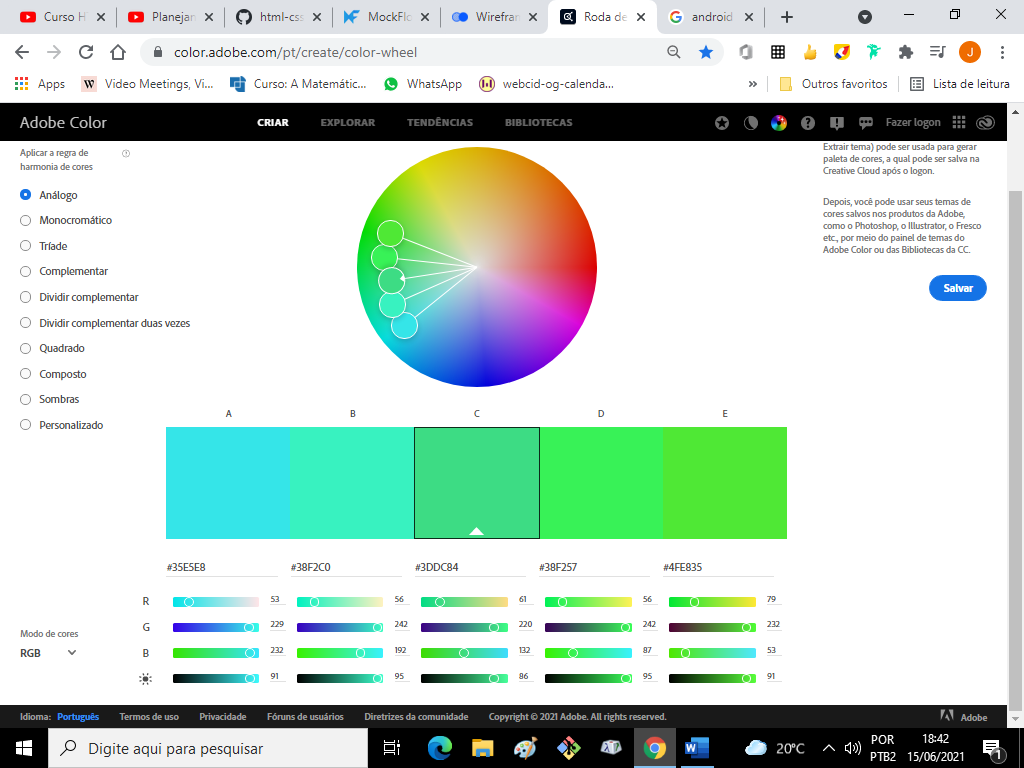 Curso H
Planejan
html-css
MockFlo
Wirefran
Roda de
android
color.adobe.com/pt/create/color-wheel
J
Apps
Video Meetings, Vi...
Curso: A Matemátic...
WhatsApp
webcid-og-calenda...
»
Outros favoritos
Lista de leitura
Adobe Color
CRIAR
EXPLORAR
TENDÊNCIAS
BIBLIOTECAS
Fazer logon
Aplicar a regra de
harmonia de cores
Análogo
Monocromático
Tríade
Complementar
Dividir complementar
Dividir complementar duas vezes
Quadrado
Composto
Sombras
Personalizado
Extrair tema) pode ser usada para gerar
paleta de cores, a qual pode ser salva na
Creative Cloud após o logon.
Depois, você pode usar seus temas de
cores salvos nos produtos da Adobe,
como o Photoshop, o Illustrator, o Fresco
etc., por meio do painel de temas do
Adobe Color ou das Bibliotecas da CC.
Salvar
A B C D E
#35E5E8 #38F2C0 #3DDC84 #38F257 #4FE835
R 53 56 61 56 79
G 229 242 220 242 232
B 232 192 132 87 53
91 95 86 95 91
Modo de cores
RGB
Idioma: Português
Termos de uso
Privacidade
Fóruns de usuários
Diretrizes da comunidade
Copyright © 2021 Adobe. All rights reserved.
Adobe
Digite aqui para pesquisar
20°C
POR
PTB2
18:42
15/06/2021
1